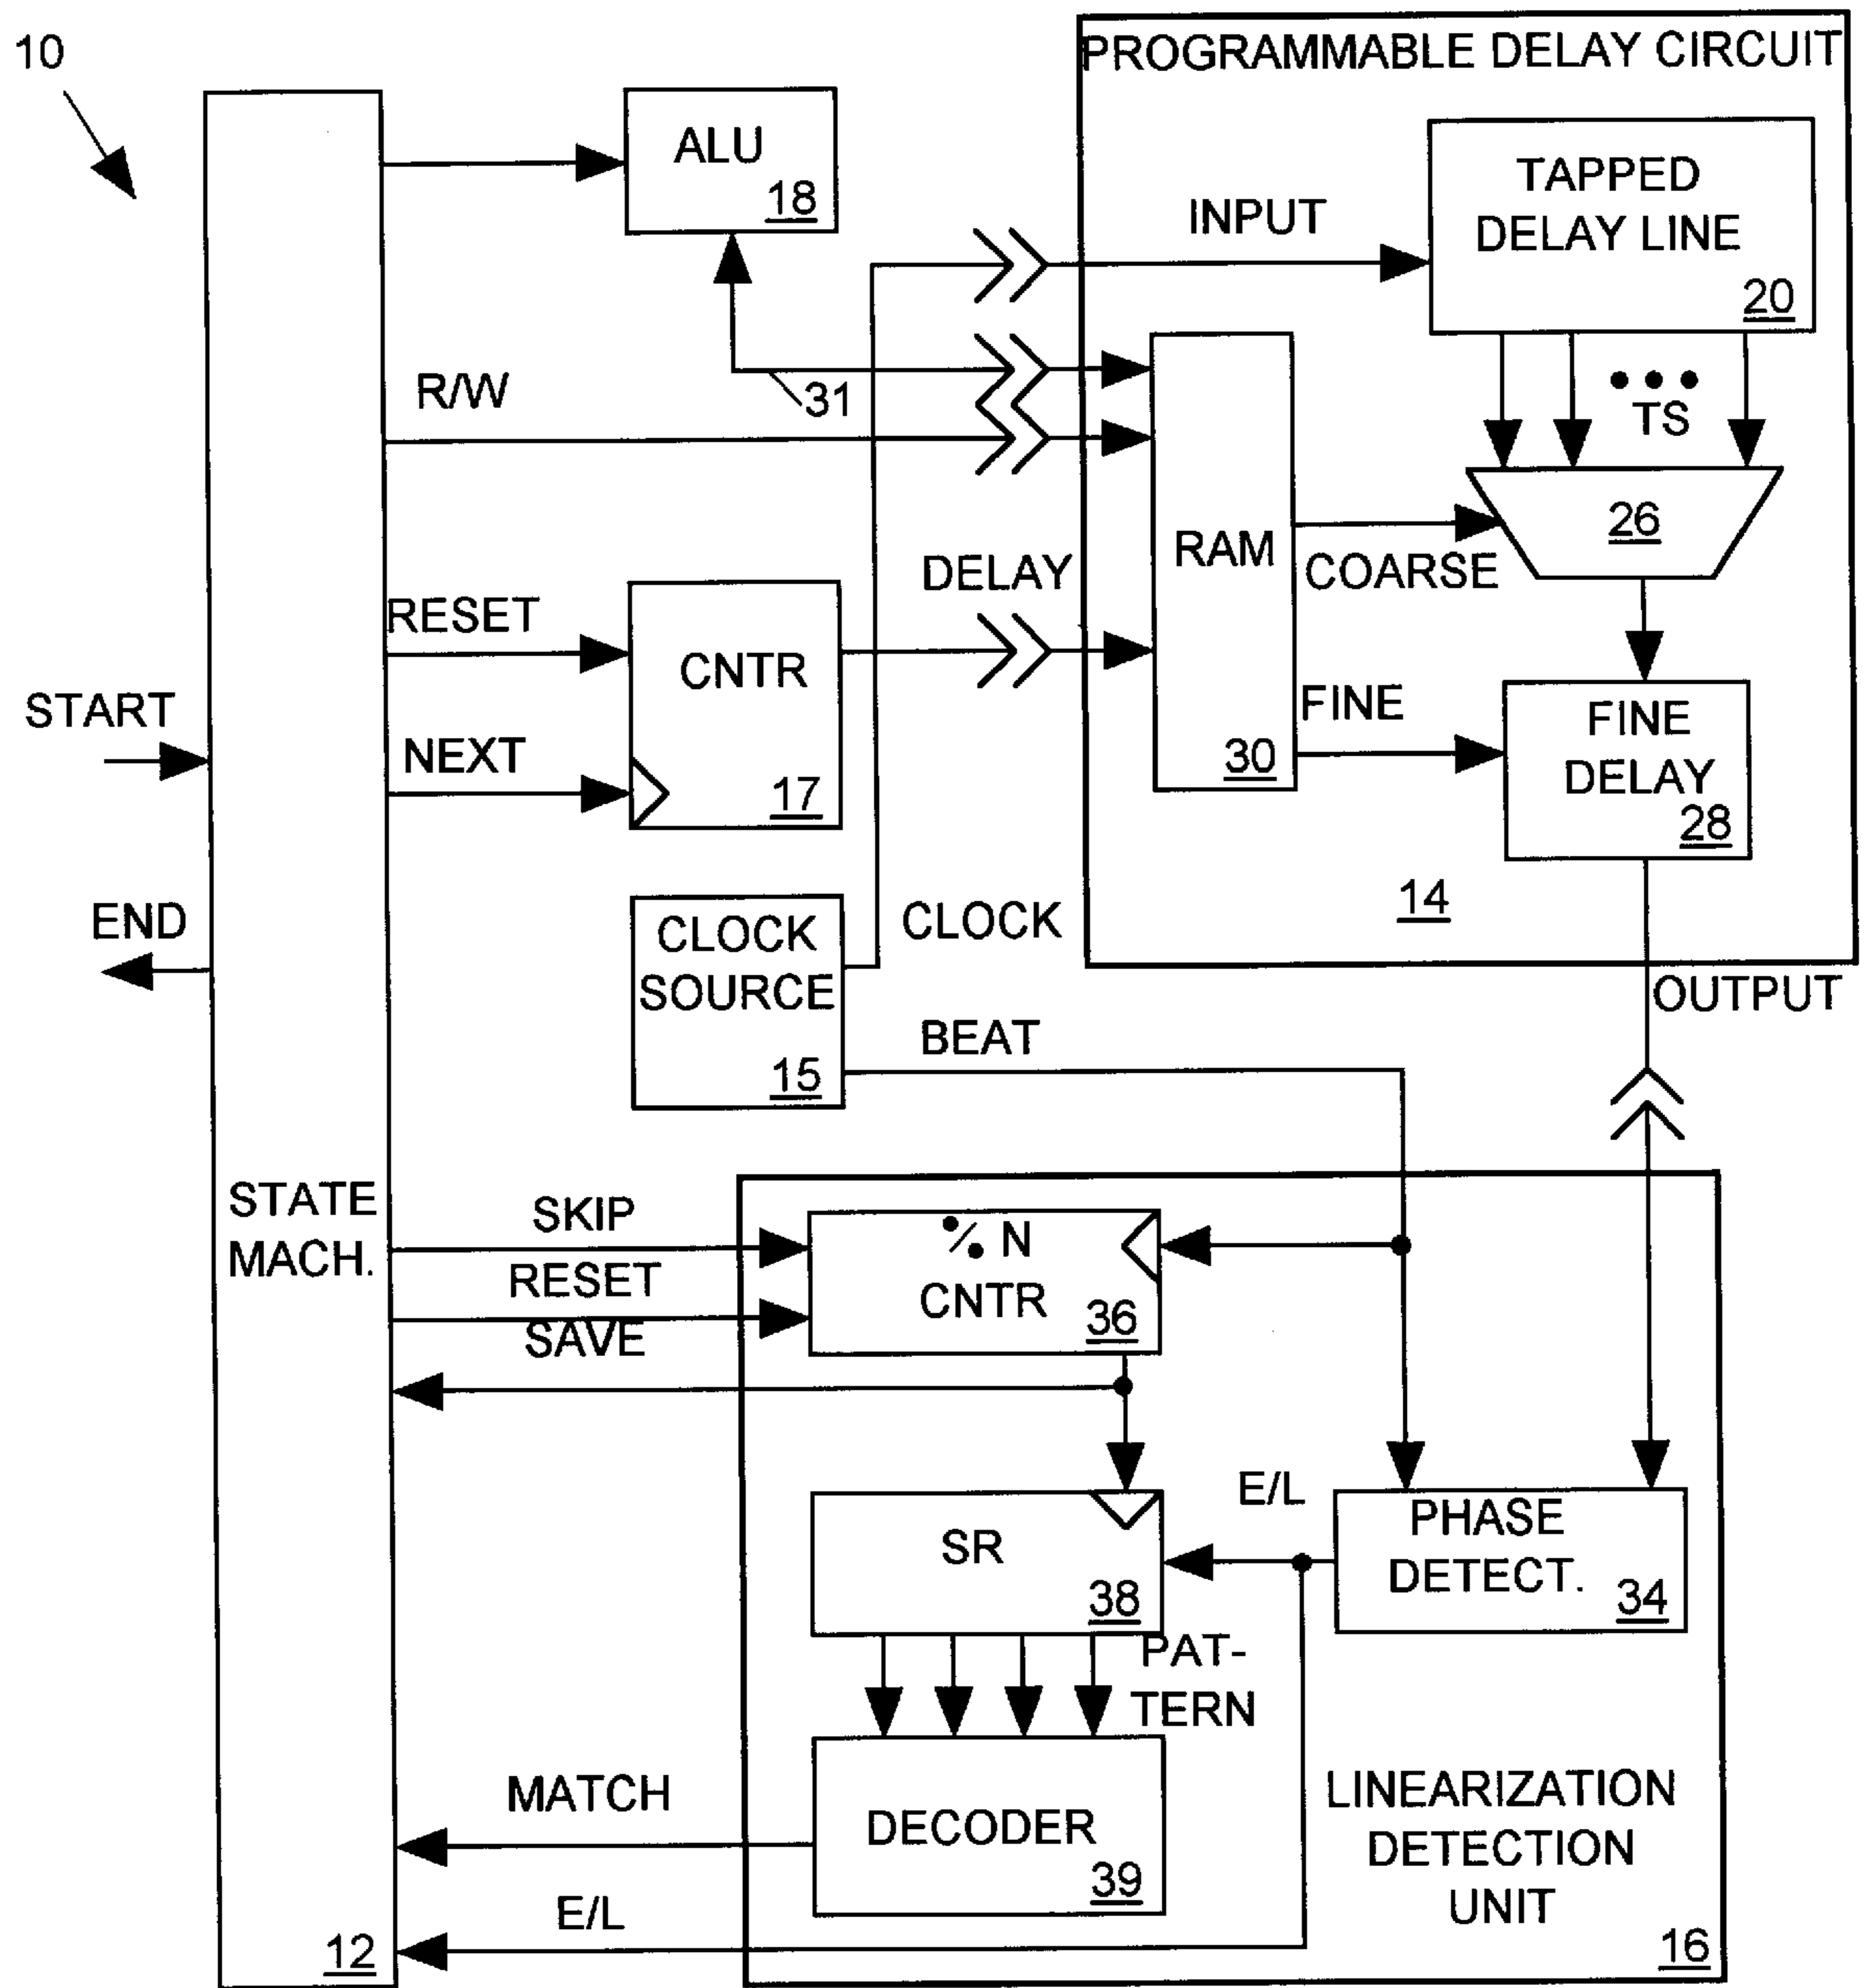 10
PROGRAMMABLE DELAY CIRCUIT
ALU
18
TAPPED
DELAY LINE
20
INPUT
R/W
31
TS
RAM
30
26
COARSE
DELAY
RESET
CNTR
17
NEXT
START
FINE
FINE
DELAY
28
14
END
CLOCK
SOURCE
15
CLOCK
BEAT
OUTPUT
STATE
MACH.
12
SKIP
RESET
SAVE
% N
CNTR
36
SR
38
E/L
PHASE
DETECT.
34
PAT-
TERN
MATCH
DECODER
39
LINEARIZATION
DETECTION
UNIT
16
E/L